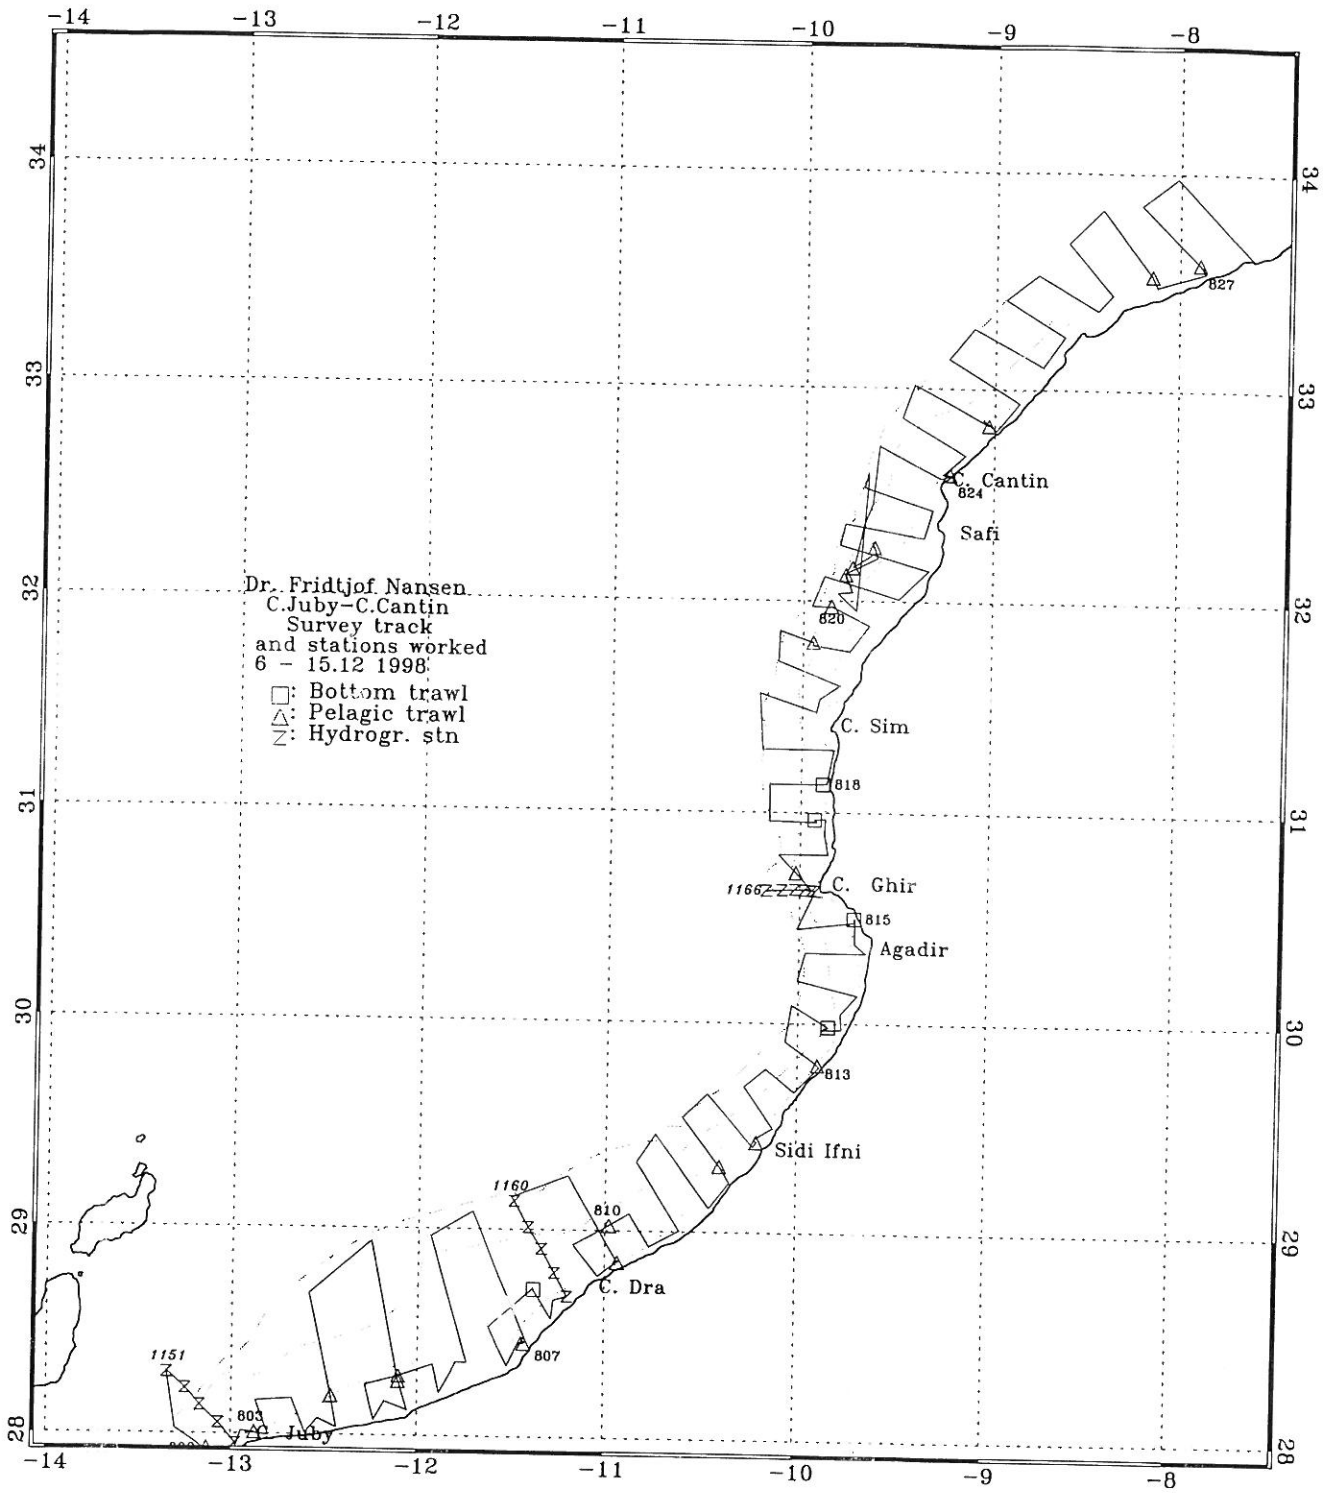 -14 -13 -12 -11 -10 -9 -8
34 34
827
33 33
C. Cantin
824
Safi
Dr. Fridtjof Nansen
C.Juby-C.Cantin
Survey track
and stations worked
6 - 15.12 1998
□: Bottom trawl
△: Pelagic trawl
Z: Hydrogr. stn
32 32
820
C. Sim
818
31 31
1166
C. Ghir
815
Agadir
30 30
813
Sidi Ifni
1160
810
29 29
C. Dra
1151
807
803
C. Juby
28 28
-14 -13 -12 -11 -10 -9 -8